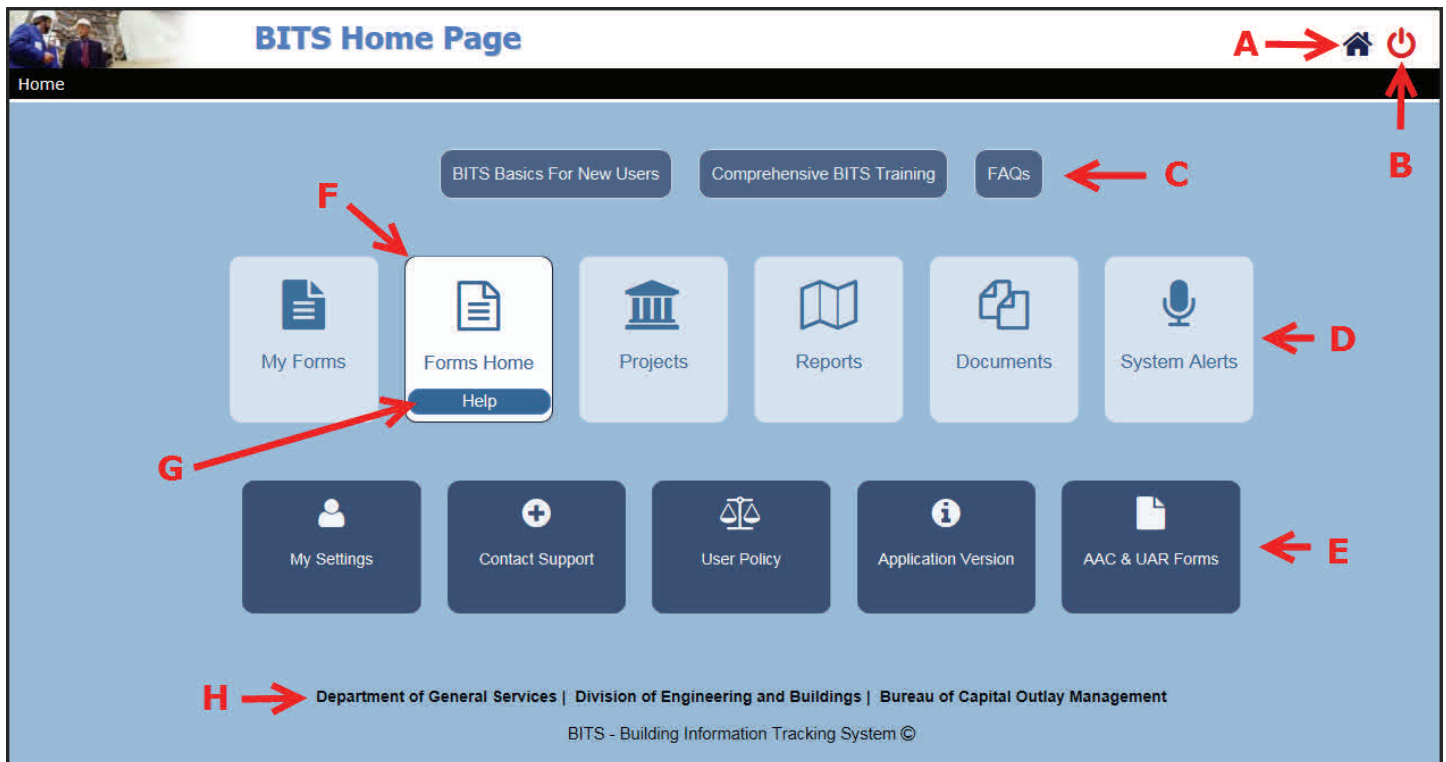 BITS Home Page
A
Home
B
BITS Basics For New Users Comprehensive BITS Training FAQs
C
F
My Forms Forms Home Projects Reports Documents System Alerts
D
Help
G
My Settings Contact Support User Policy Application Version AAC & UAR Forms
E
H
Department of General Services | Division of Engineering and Buildings | Bureau of Capital Outlay Management
BITS - Building Information Tracking System ©